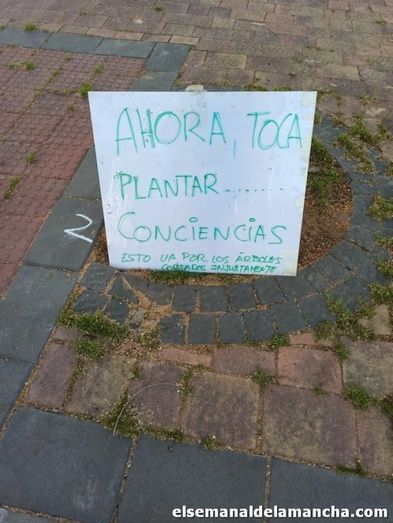 AHORA, TOCA
PLANTAR........
CONCIENCIAS
ESTO VA POR LOS ÁRBOLES
CORTADOS INJUSTAMENTE
2
elsemanaldelamancha.com